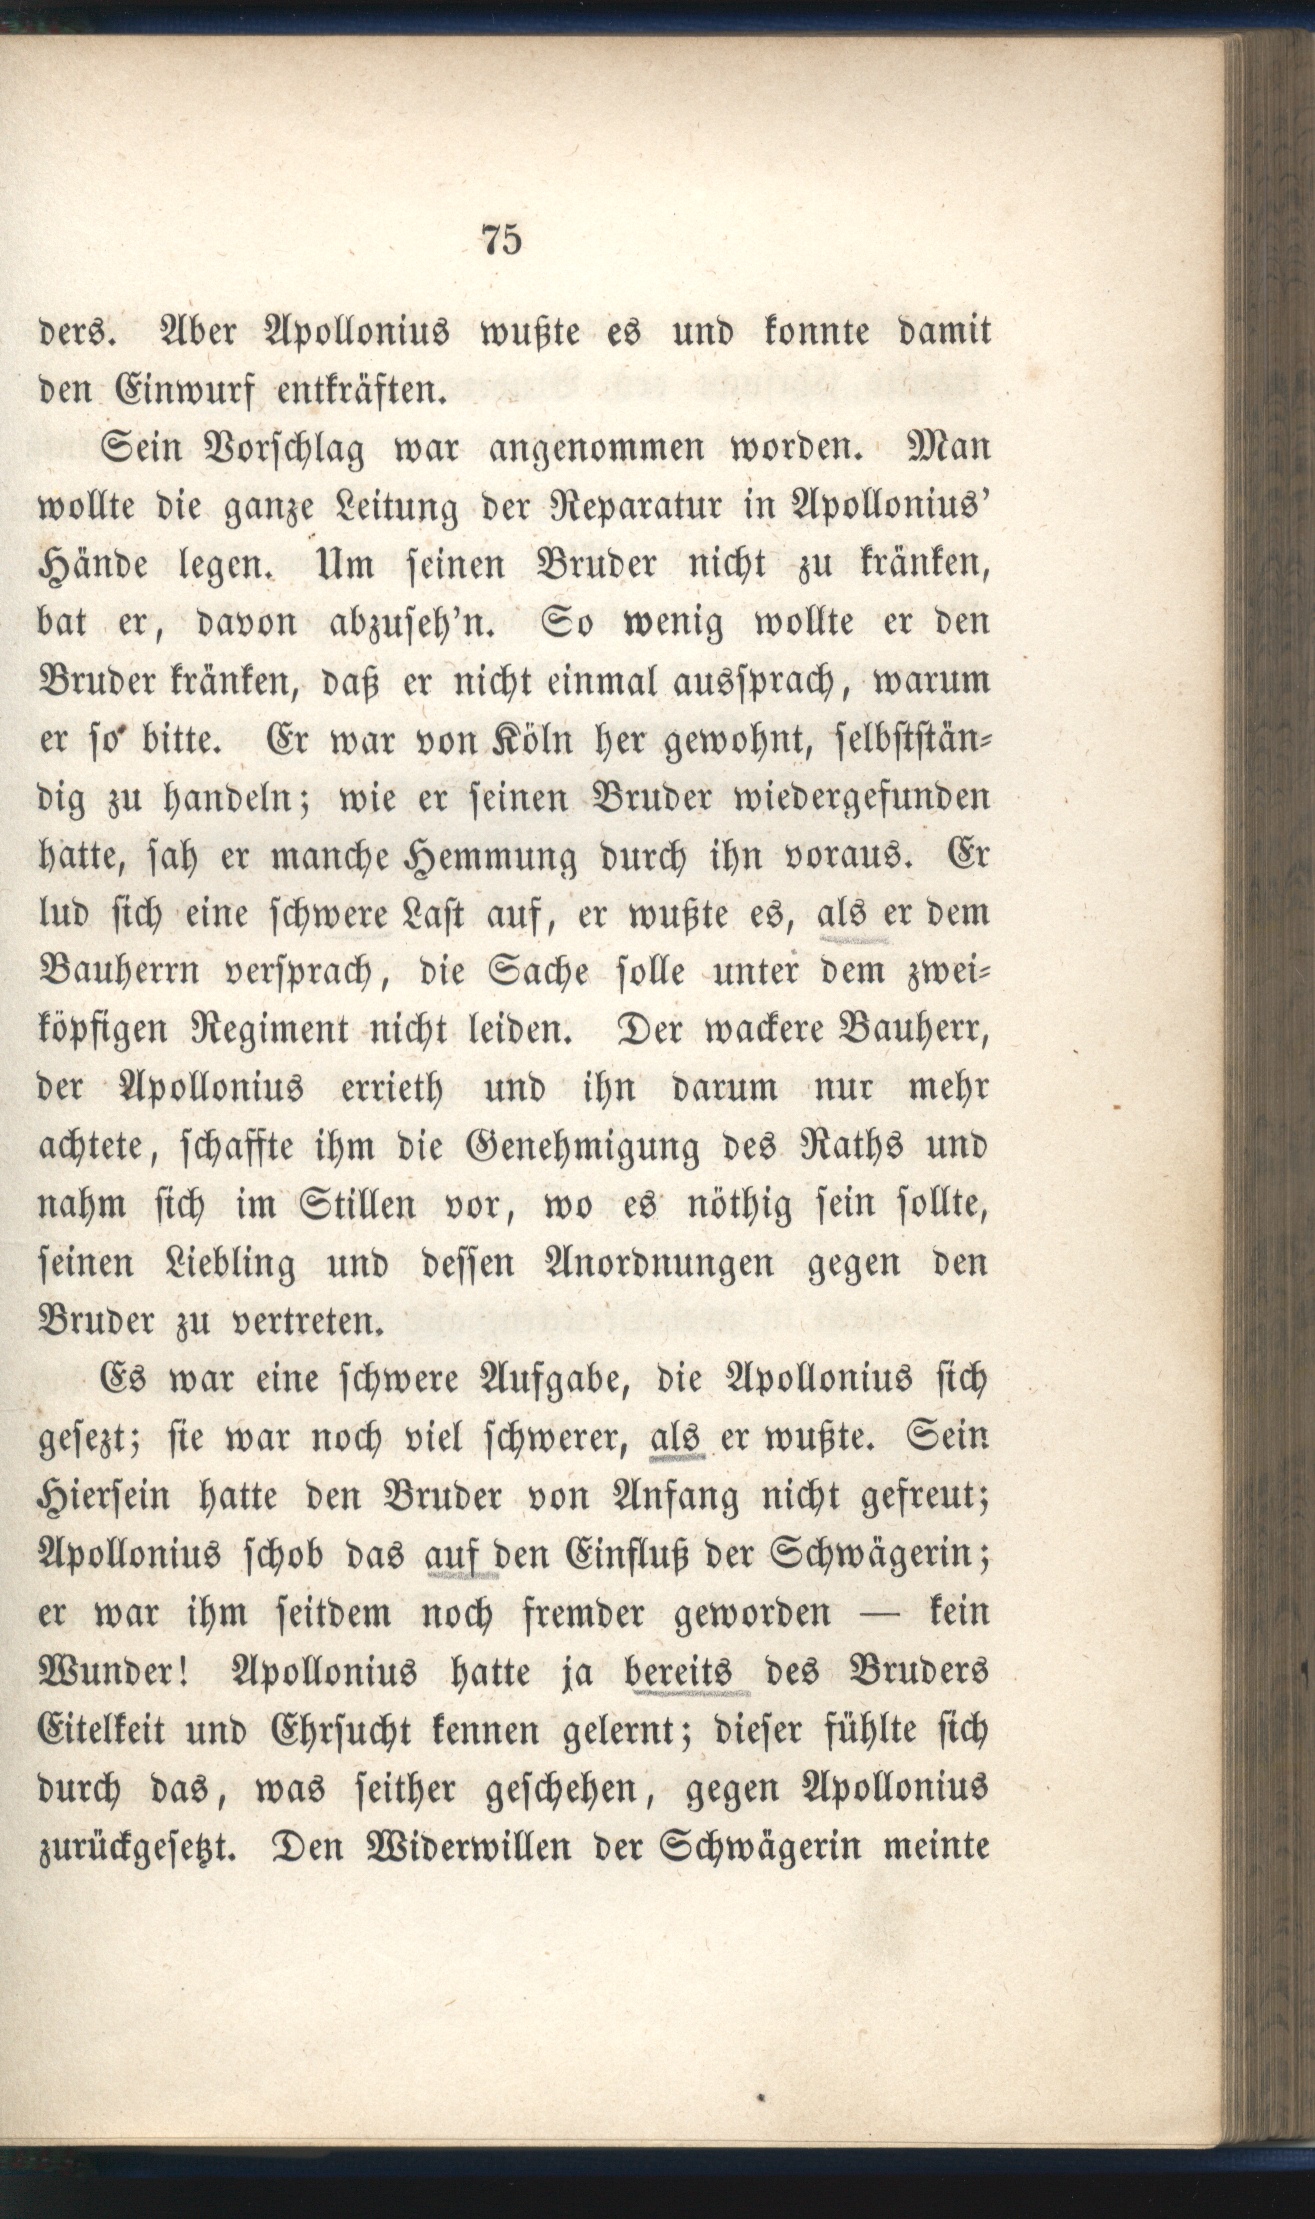 75
ders. Aber Apollonius wußte es und konnte damit
den Einwurf entkräften.
Sein Vorschlag war angenommen worden. Man
wollte die ganze Leitung der Reparatur in Apollonius’
Hände legen. Um seinen Bruder nicht zu kränken,
bat er, davon abzuseh’n. So wenig wollte er den
Bruder kränken, daß er nicht einmal aussprach, warum
er so bitte. Er war von Köln her gewohnt, selbststän-
dig zu handeln; wie er seinen Bruder wiedergefunden
hatte, sah er manche Hemmung durch ihn voraus. Er
lud sich eine schwere Last auf, er wußte es, als er dem
Bauherrn versprach, die Sache solle unter dem zwei-
köpfigen Regiment nicht leiden. Der wackere Bauherr,
der Apollonius errieth und ihn darum nur mehr
achtete, schaffte ihm die Genehmigung des Raths und
nahm sich im Stillen vor, wo es nöthig sein sollte,
seinen Liebling und dessen Anordnungen gegen den
Bruder zu vertreten.
Es war eine schwere Aufgabe, die Apollonius sich
gesezt; sie war noch viel schwerer, als er wußte. Sein
Hiersein hatte den Bruder von Anfang nicht gefreut;
Apollonius schob das auf den Einfluß der Schwägerin;
er war ihm seitdem noch fremder geworden — kein
Wunder! Apollonius hatte ja bereits des Bruders
Eitelkeit und Ehrsucht kennen gelernt; dieser fühlte sich
durch das, was seither geschehen, gegen Apollonius
zurückgesetzt. Den Widerwillen der Schwägerin meinte